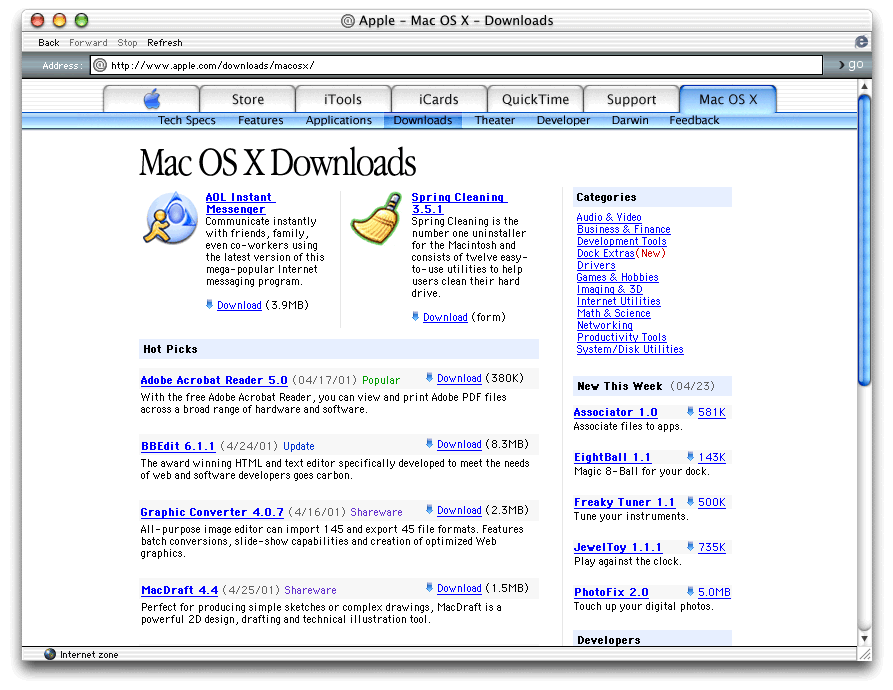 Apple - Mac OS X - Downloads
Back Forward Stop Refresh
Address: http://www.apple.com/downloads/macosx/ go
Store iTools iCards QuickTime Support Mac OS X
Tech Specs Features Applications Downloads Theater Developer Darwin Feedback
Mac OS X Downloads
AOL Instant
Messenger
Communicate instantly
with friends, family,
even co-workers using
the latest version of this
mega-popular Internet
messaging program.
Download (3.9MB)
Spring Cleaning
3.5.1
Spring Cleaning is the
number one uninstaller
for the Macintosh and
consists of twelve easy-
to-use utilities to help
users clean their hard
drive.
Download (form)
Hot Picks
Adobe Acrobat Reader 5.0 (04/17/01) Popular Download (380K)
With the free Adobe Acrobat Reader, you can view and print Adobe PDF files
across a broad range of hardware and software.
BBEdit 6.1.1 (4/24/01) Update Download (8.3MB)
The award winning HTML and text editor specifically developed to meet the needs
of web and software developers goes carbon.
Graphic Converter 4.0.7 (4/16/01) Shareware Download (2.3MB)
All-purpose image editor can import 145 and export 45 file formats. Features
batch conversions, slide-show capabilities and creation of optimized Web
graphics.
MacDraft 4.4 (4/25/01) Shareware Download (1.5MB)
Perfect for producing simple sketches or complex drawings, MacDraft is a
powerful 2D design, drafting and technical illustration tool.
Categories
Audio & Video
Business & Finance
Development Tools
Dock Extras(New)
Drivers
Games & Hobbies
Imaging & 3D
Internet Utilities
Math & Science
Networking
Productivity Tools
System/Disk Utilities
New This Week (04/23)
Associator 1.0 581K
Associate files to apps.
EightBall 1.1 143K
Magic 8-Ball for your dock.
Freaky Tuner 1.1 500K
Tune your instruments.
JewelToy 1.1.1 735K
Play against the clock.
PhotoFix 2.0 5.0MB
Touch up your digital photos.
Developers
Internet zone